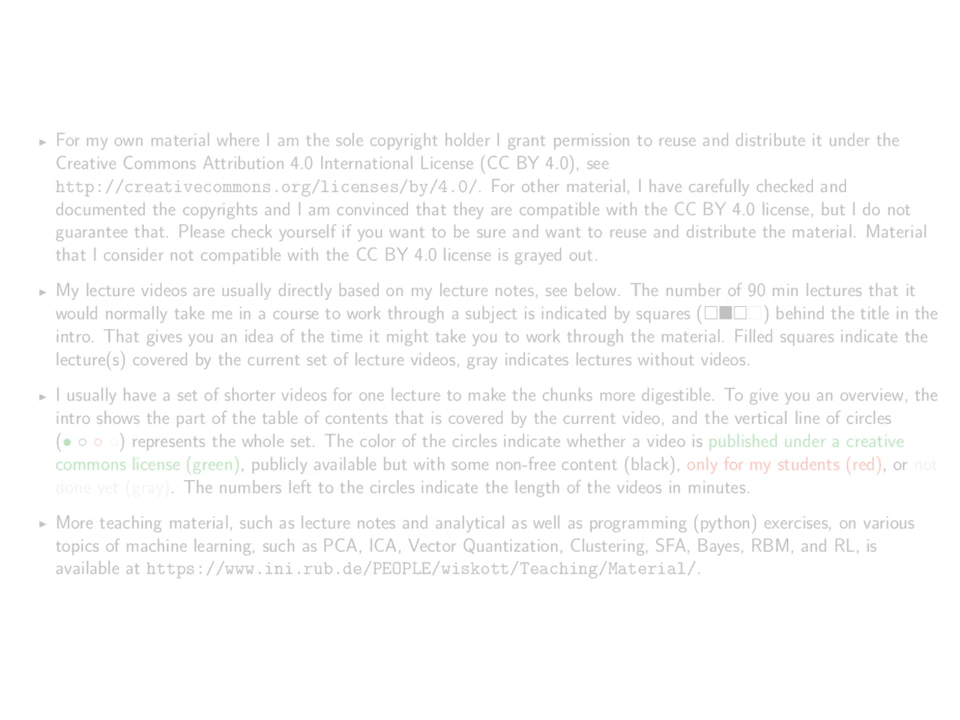 ▸ For my own material where I am the sole copyright holder I grant permission to reuse and distribute it under the
Creative Commons Attribution 4.0 International License (CC BY 4.0), see
http://creativecommons.org/licenses/by/4.0/. For other material, I have carefully checked and
documented the copyrights and I am convinced that they are compatible with the CC BY 4.0 license, but I do not
guarantee that. Please check yourself if you want to be sure and want to reuse and distribute the material. Material
that I consider not compatible with the CC BY 4.0 license is grayed out.
▸ My lecture videos are usually directly based on my lecture notes, see below. The number of 90 min lectures that it
would normally take me in a course to work through a subject is indicated by squares (□■□□) behind the title in the
intro. That gives you an idea of the time it might take you to work through the material. Filled squares indicate the
lecture(s) covered by the current set of lecture videos, gray indicates lectures without videos.
▸ I usually have a set of shorter videos for one lecture to make the chunks more digestible. To give you an overview, the
intro shows the part of the table of contents that is covered by the current video, and the vertical line of circles
(● ○ ○ ○) represents the whole set. The color of the circles indicate whether a video is published under a creative
commons license (green), publicly available but with some non-free content (black), only for my students (red), or not
done yet (gray). The numbers left to the circles indicate the length of the videos in minutes.
▸ More teaching material, such as lecture notes and analytical as well as programming (python) exercises, on various
topics of machine learning, such as PCA, ICA, Vector Quantization, Clustering, SFA, Bayes, RBM, and RL, is
available at https://www.ini.rub.de/PEOPLE/wiskott/Teaching/Material/.